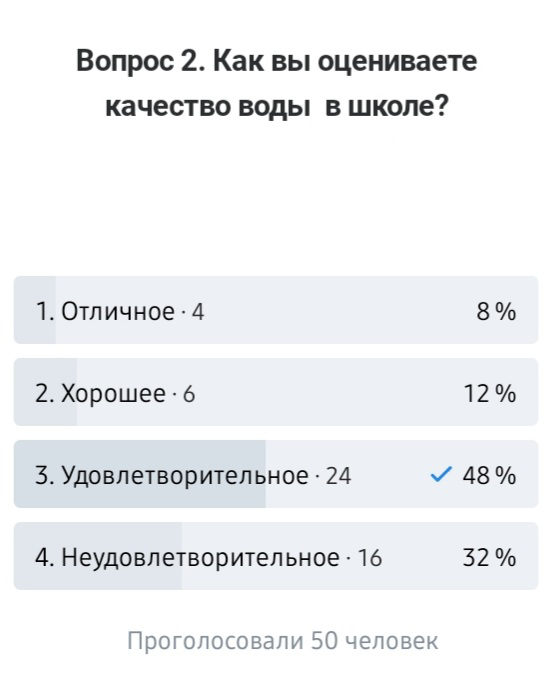 Вопрос 2. Как вы оцениваете
качество воды в школе?
1. Отличное · 4 8 %
2. Хорошее · 6 12 %
3. Удовлетворительное · 24 48 %
4. Неудовлетворительное · 16 32 %
Проголосовали 50 человек